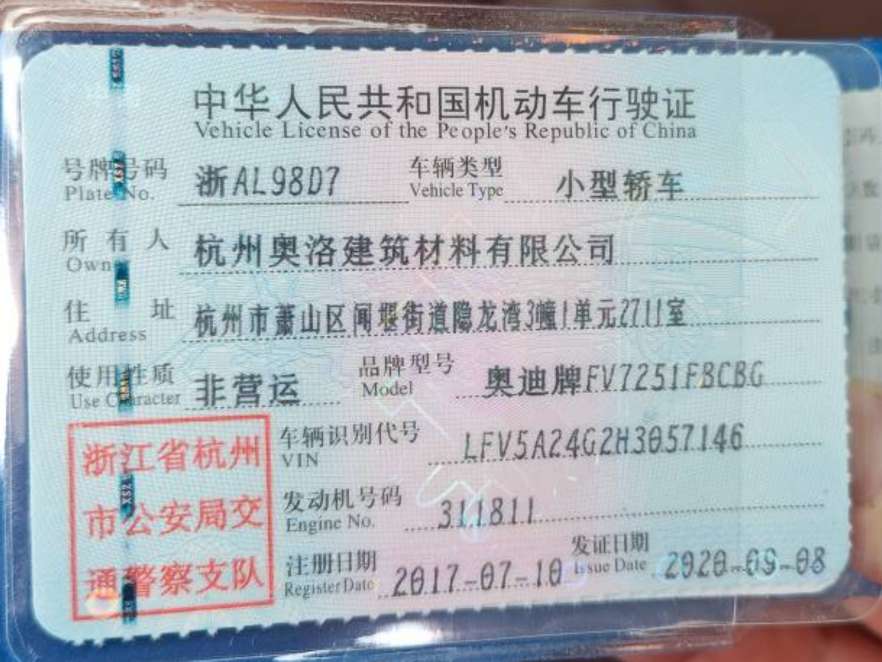 中华人民共和国机动车行驶证
Vehicle License of the People's Republic of China
号牌号码 浙AL98D7 车辆类型 小型轿车
Plate No. Vehicle Type
所有人 杭州奥洛建筑材料有限公司
Owner
住址 杭州市萧山区闻堰街道隐龙湾3幢1单元2711室
Address
使用性质 非营运 品牌型号 奥迪牌FV7251FBCBG
Use Character Model
浙江省杭州
市公安局交
通警察支队
车辆识别代号 LFV5A24G2H3057146
VIN
发动机号码 311811
Engine No.
注册日期 2017-07-10 发证日期 2020-09-08
Register Date Issue Date